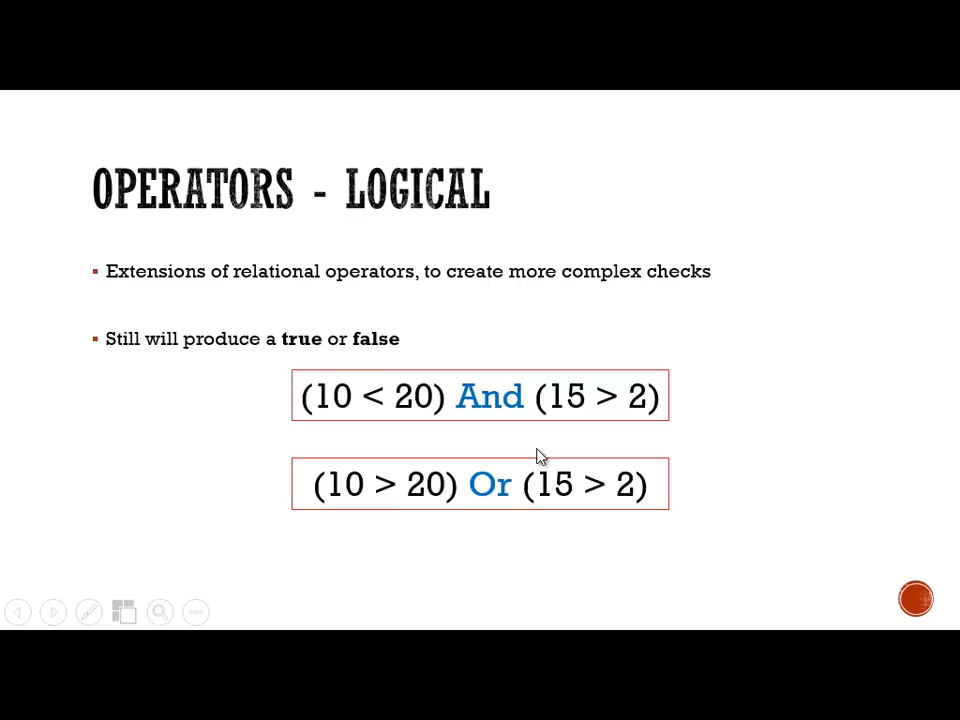 OPERATORS - LOGICAL
▪ Extensions of relational operators, to create more complex checks
▪ Still will produce a true or false
(10 < 20) And (15 > 2)
(10 > 20) Or (15 > 2)